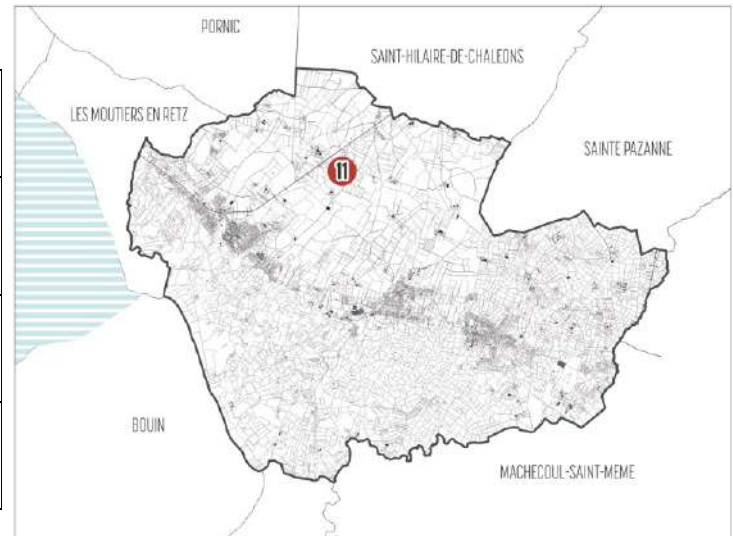 PORNIC
SAINT-HILAIRE-DE-CHALEONS
LES MOUTIERS EN RETZ
SAINTE PAZANNE
11
BOUIN
MACHECOUL-SAINT-MEME